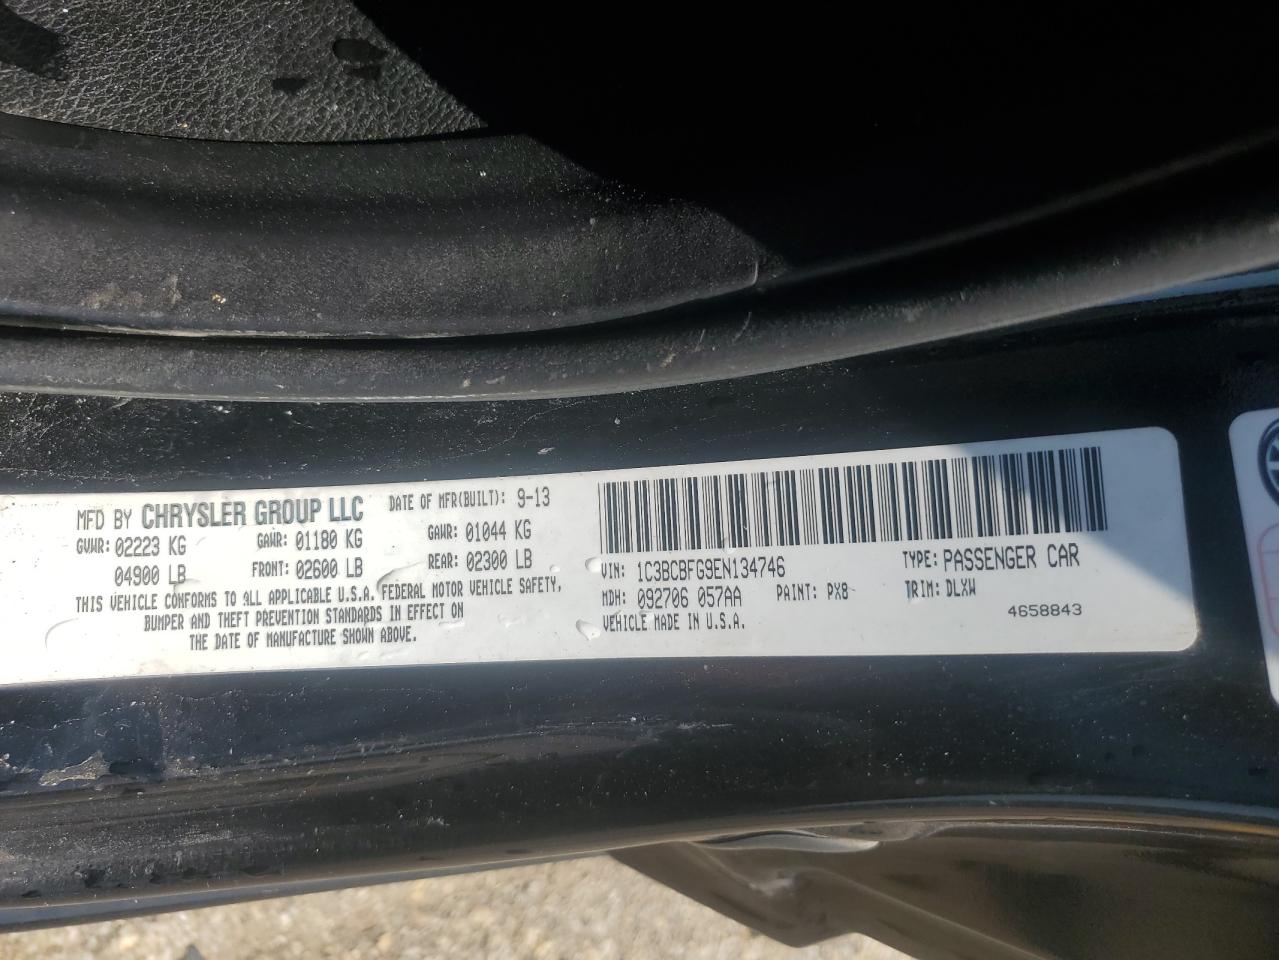 MFD BY CHRYSLER GROUP LLC DATE OF MFR(BUILT): 9-13
GVWR: 02223 KG GAWR: 01180 KG GAWR: 01044 KG
04900 LB FRONT: 02600 LB REAR: 02300 LB
THIS VEHICLE CONFORMS TO ALL APPLICABLE U.S.A. FEDERAL MOTOR VEHICLE SAFETY,
BUMPER AND THEFT PREVENTION STANDARDS IN EFFECT ON
THE DATE OF MANUFACTURE SHOWN ABOVE.
VIN: 1C3BCBFG9EN134746 TYPE: PASSENGER CAR
MDH: 092706 057AA PAINT: PX8 TRIM: DLXW
VEHICLE MADE IN U.S.A. 4658843